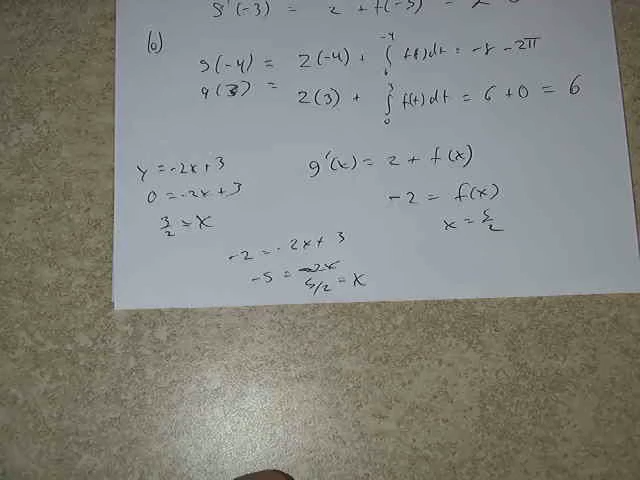 g'(-3) = 2 + f(-3) =
(b)
g(-4) = 2(-4) + ∫₀⁻⁴ f(t)dt = -8 - 2π
g(3) = 2(3) + ∫₀³ f(t)dt = 6 + 0 = 6
y = -2x + 3
g'(x) = 2 + f(x)
0 = -2x + 3
-2 = f(x)
3/2 = x
x = 5/2
-2 = -2x + 3
-5 = -2x
5/2 = x